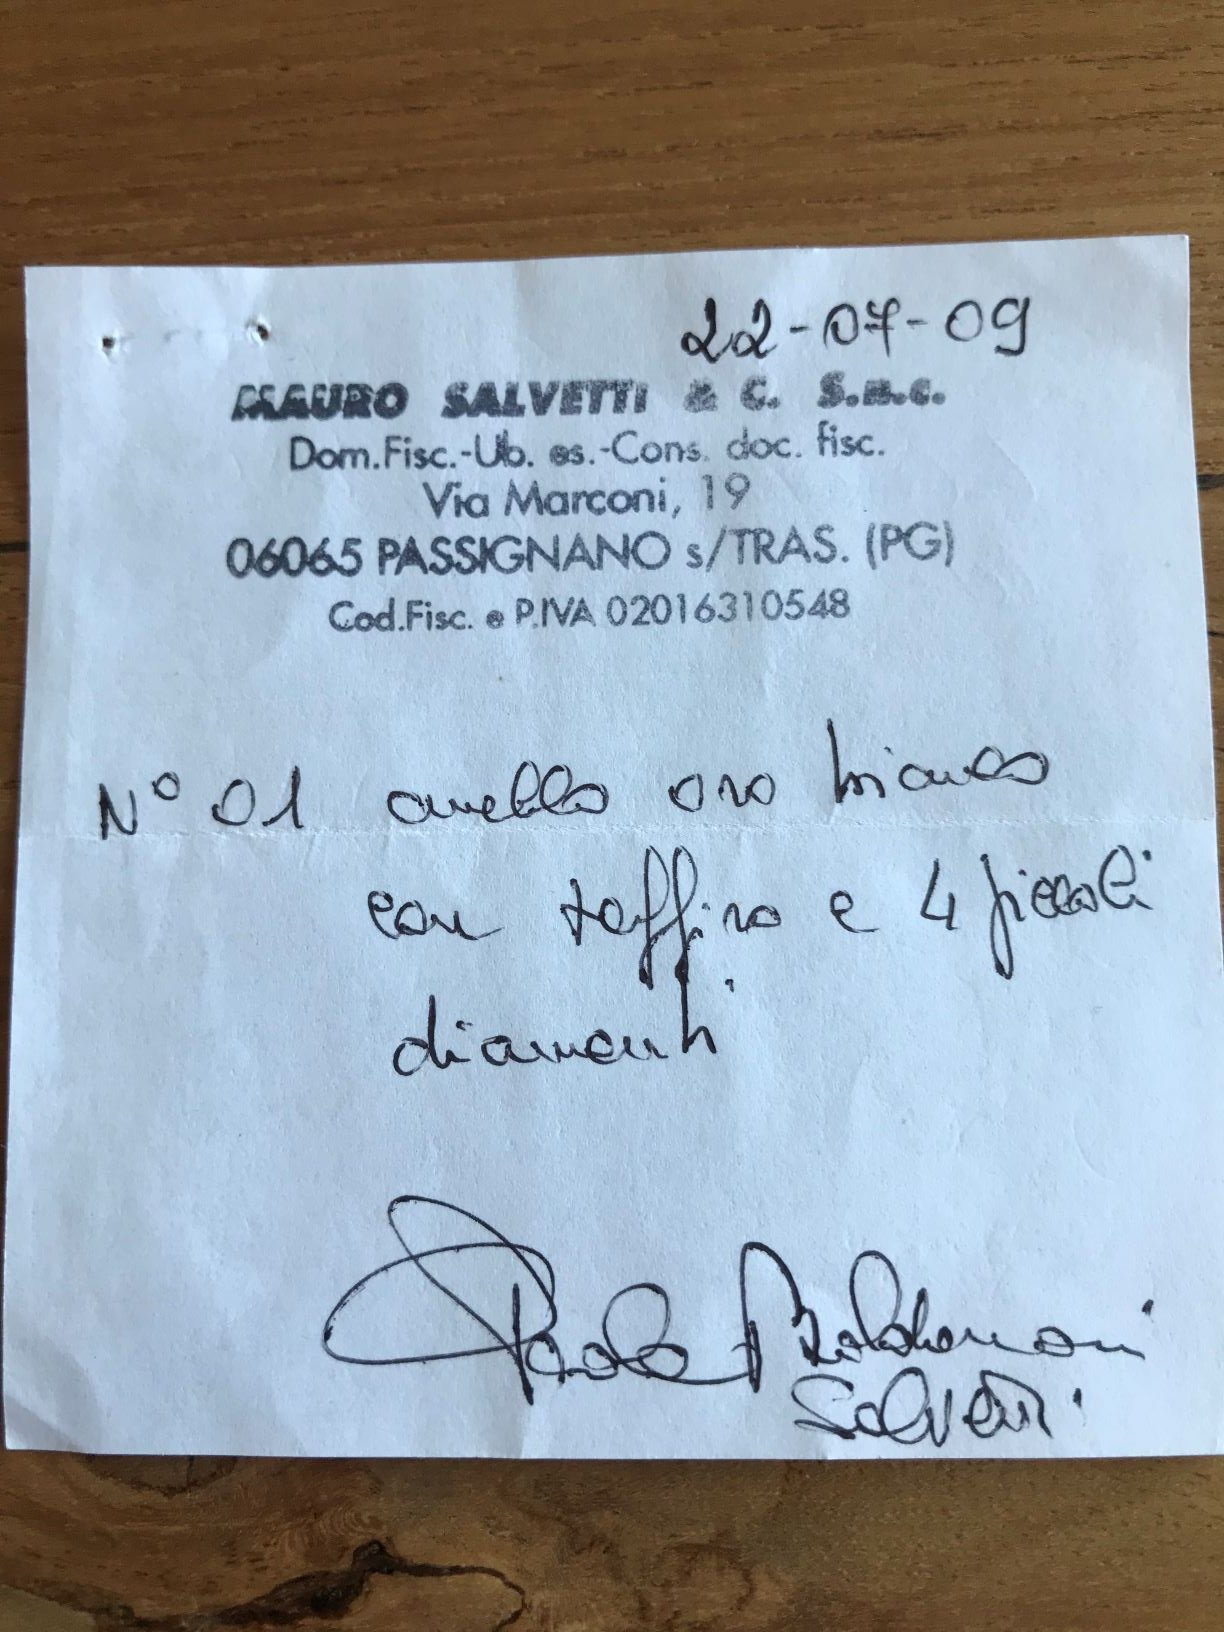 22-07-09
MAURO SALVETTI & C. S.n.c.
Dom.Fisc.-Ub. es.-Cons. doc. fisc.
Via Marconi, 19
06065 PASSIGNANO s/TRAS. (PG)
Cod.Fisc. e P.IVA 02016310548
N° 01 anello oro bianco
con zaffiro e 4 piccoli
diamanti
Paola
Salvetti